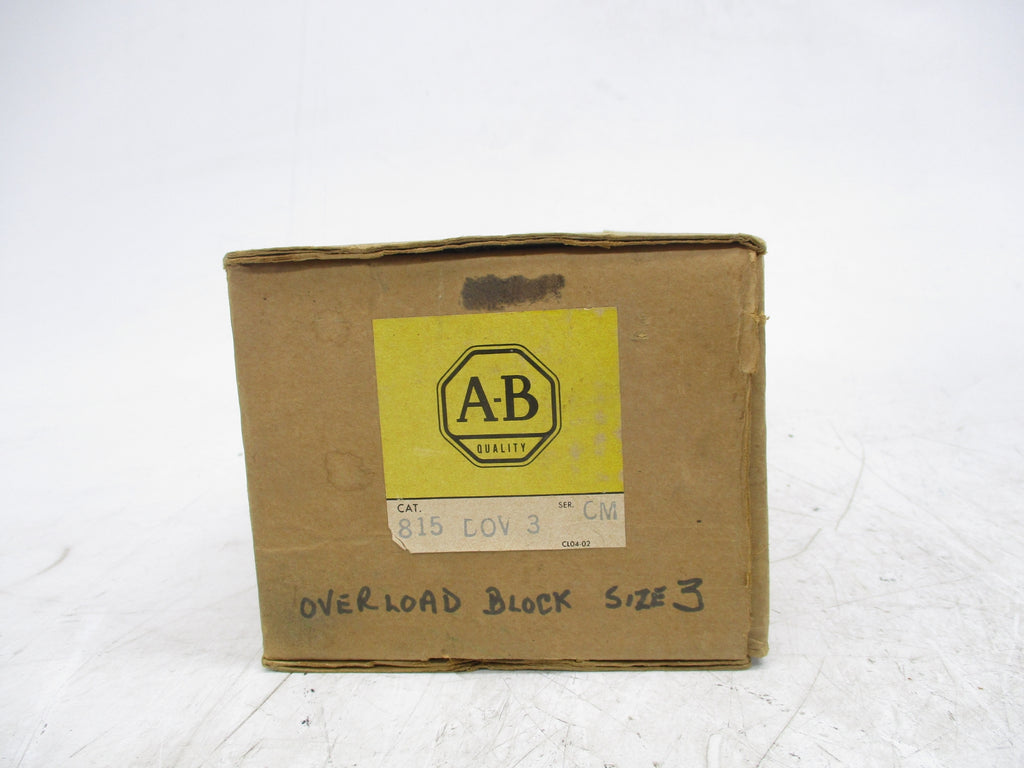 A-B
QUALITY
CAT. SER.
815 DOV 3 CM
CL04-02
OVERLOAD BLOCK SIZE 3